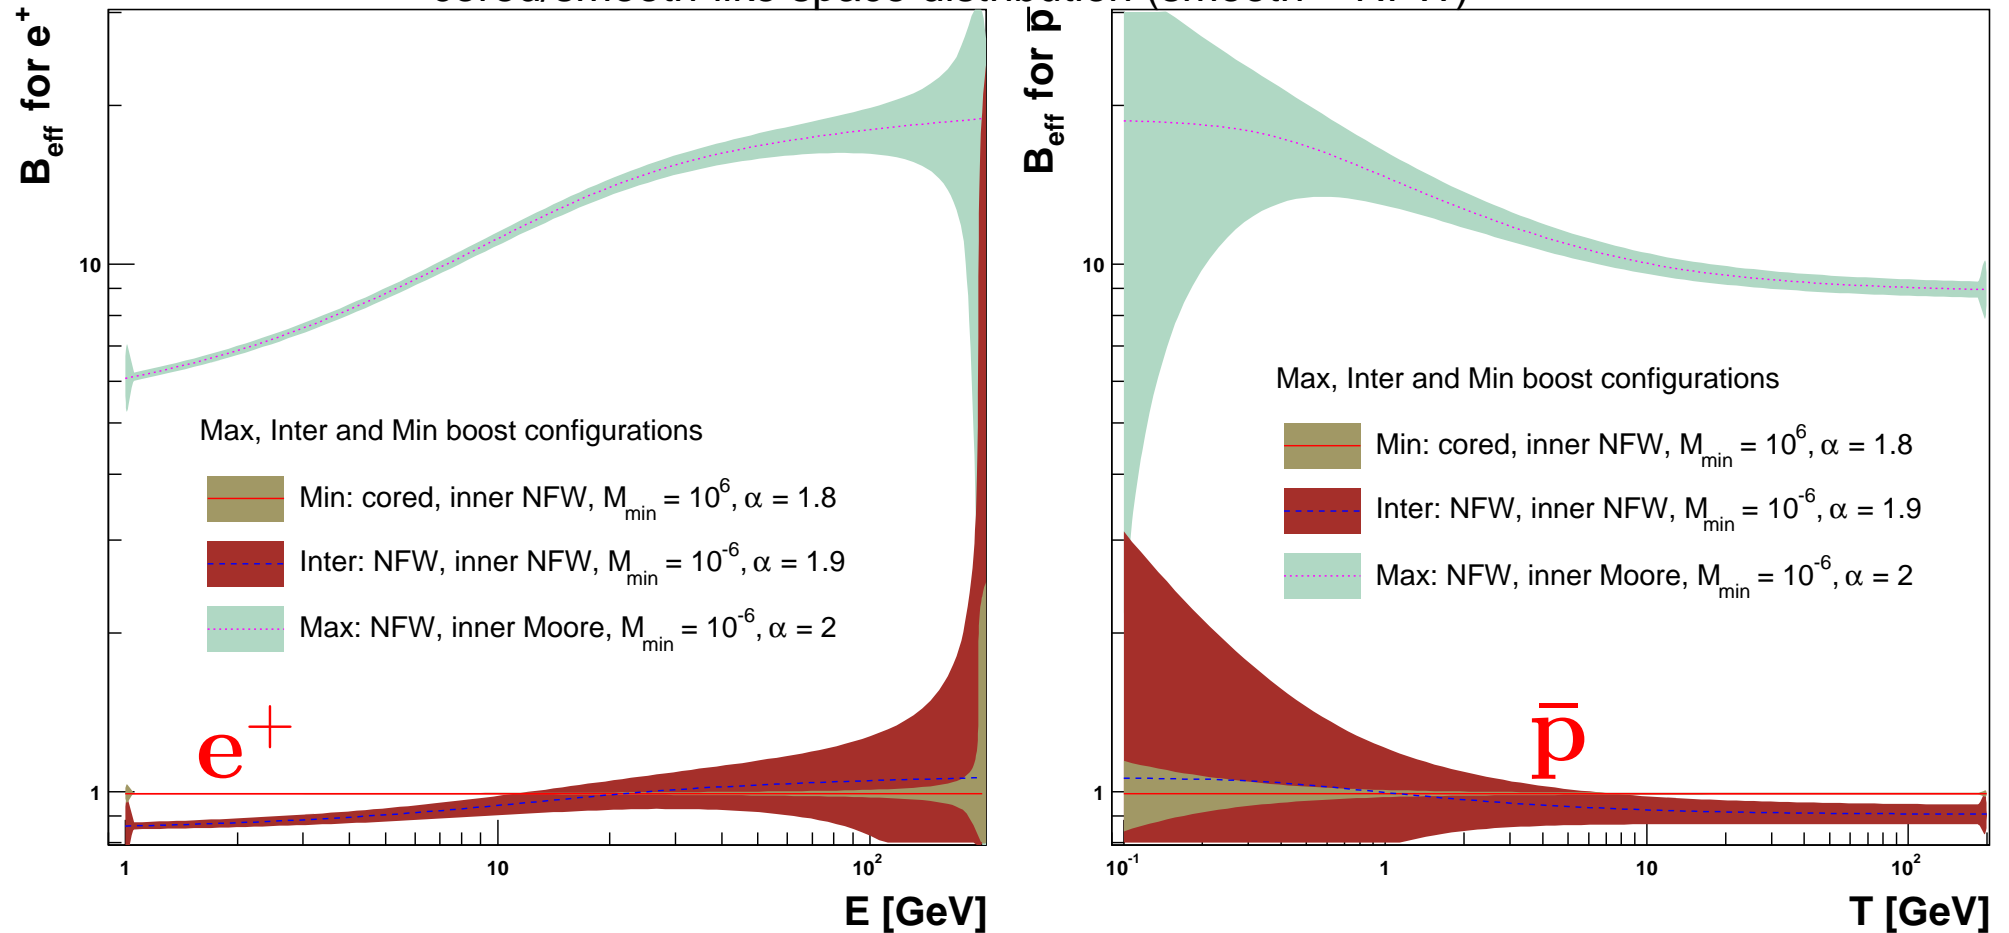 B_eff for e^+
10
1
Max, Inter and Min boost configurations
Min: cored, inner NFW, M_min = 10^6, α = 1.8
Inter: NFW, inner NFW, M_min = 10^-6, α = 1.9
Max: NFW, inner Moore, M_min = 10^-6, α = 2
e^+
1 10 10^2
E [GeV]
B_eff for p̅
10
1
Max, Inter and Min boost configurations
Min: cored, inner NFW, M_min = 10^6, α = 1.8
Inter: NFW, inner NFW, M_min = 10^-6, α = 1.9
Max: NFW, inner Moore, M_min = 10^-6, α = 2
p̅
10^-1 1 10 10^2
T [GeV]